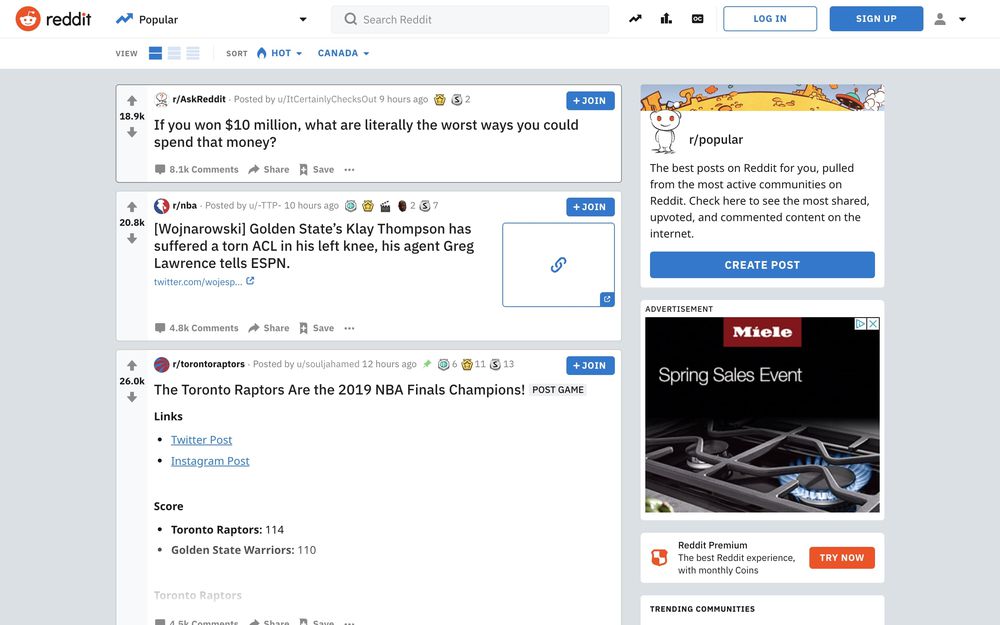 reddit Popular Search Reddit OC LOG IN SIGN UP
VIEW SORT HOT CANADA
18.9k
r/AskReddit · Posted by u/ItCertainlyChecksOut 9 hours ago 2
+ JOIN
If you won $10 million, what are literally the worst ways you could
spend that money?
8.1k Comments Share Save ...
20.8k
r/nba · Posted by u/-TTP- 10 hours ago 2 7
+ JOIN
[Wojnarowski] Golden State’s Klay Thompson has
suffered a torn ACL in his left knee, his agent Greg
Lawrence tells ESPN.
twitter.com/wojesp...
4.8k Comments Share Save ...
26.0k
r/torontoraptors · Posted by u/souljahamed 12 hours ago 6 11 13
+ JOIN
The Toronto Raptors Are the 2019 NBA Finals Champions! POST GAME
Links
• Twitter Post
• Instagram Post
Score
• Toronto Raptors: 114
• Golden State Warriors: 110
Toronto Raptors
4.5k Comments Share Save ...
r/popular
The best posts on Reddit for you, pulled
from the most active communities on
Reddit. Check here to see the most shared,
upvoted, and commented content on the
internet.
CREATE POST
ADVERTISEMENT
Miele
Spring Sales Event
Reddit Premium
The best Reddit experience,
with monthly Coins
TRY NOW
TRENDING COMMUNITIES